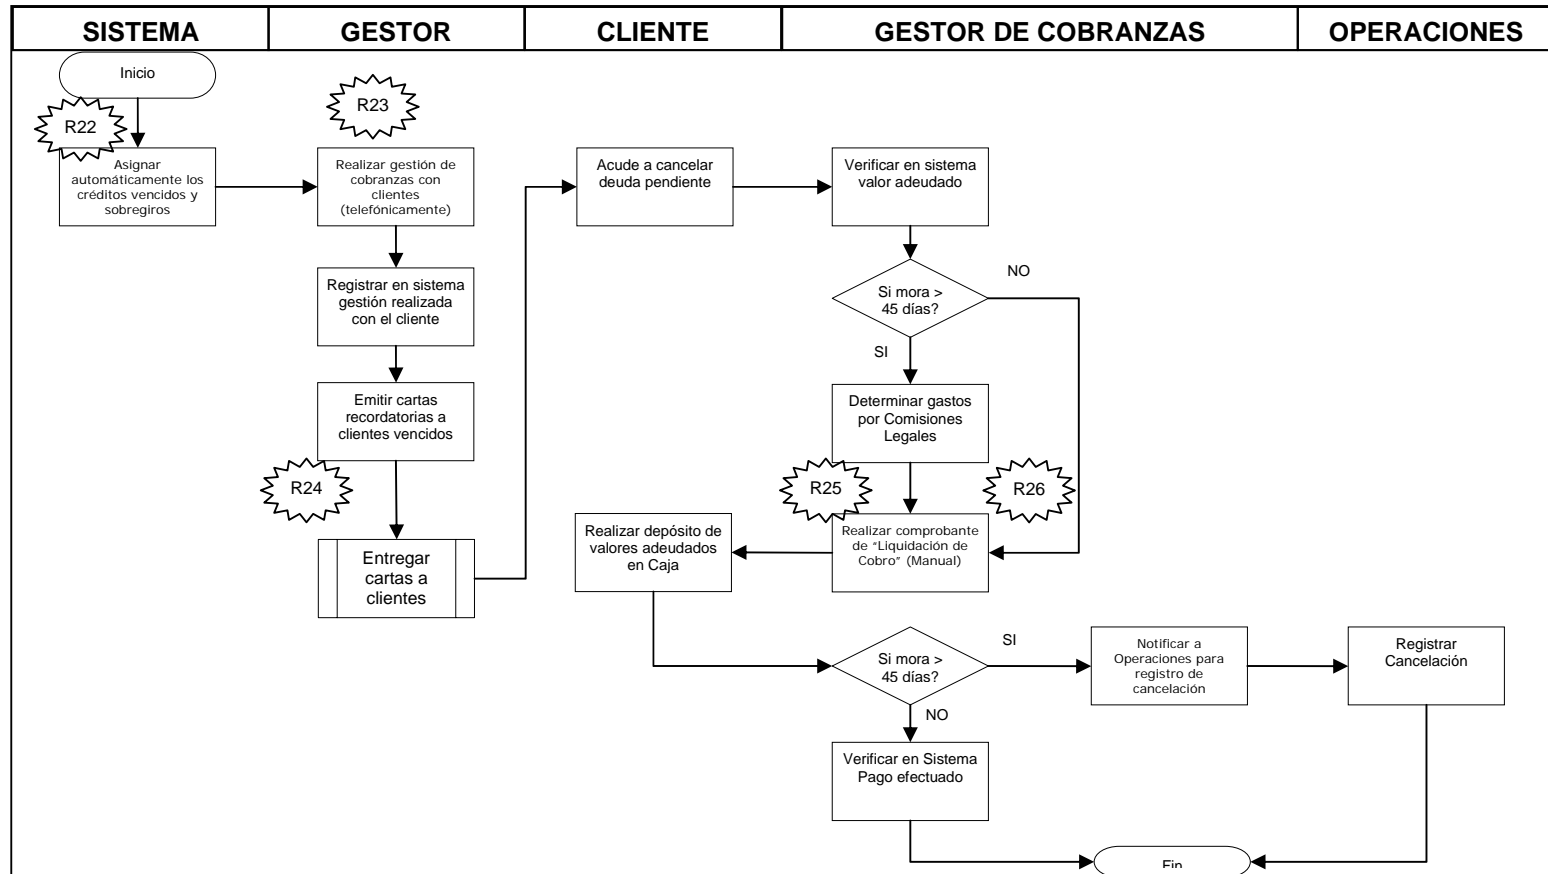 SISTEMA
GESTOR
CLIENTE
GESTOR DE COBRANZAS
OPERACIONES
Inicio
R22
Asignar
automáticamente los
créditos vencidos y
sobregiros
R23
Realizar gestión de
cobranzas con
clientes
(telefónicamente)
Registrar en sistema
gestión realizada
con el cliente
Emitir cartas
recordatorias a
clientes vencidos
R24
Entregar
cartas a
clientes
Acude a cancelar
deuda pendiente
Verificar en sistema
valor adeudado
Si mora >
45 días?
NO
SI
Determinar gastos
por Comisiones
Legales
R25
R26
Realizar comprobante
de "Liquidación de
Cobro" (Manual)
Realizar depósito de
valores adeudados
en Caja
Si mora >
45 días?
SI
NO
Notificar a
Operaciones para
registro de
cancelación
Registrar
Cancelación
Verificar en Sistema
Pago efectuado
Fin